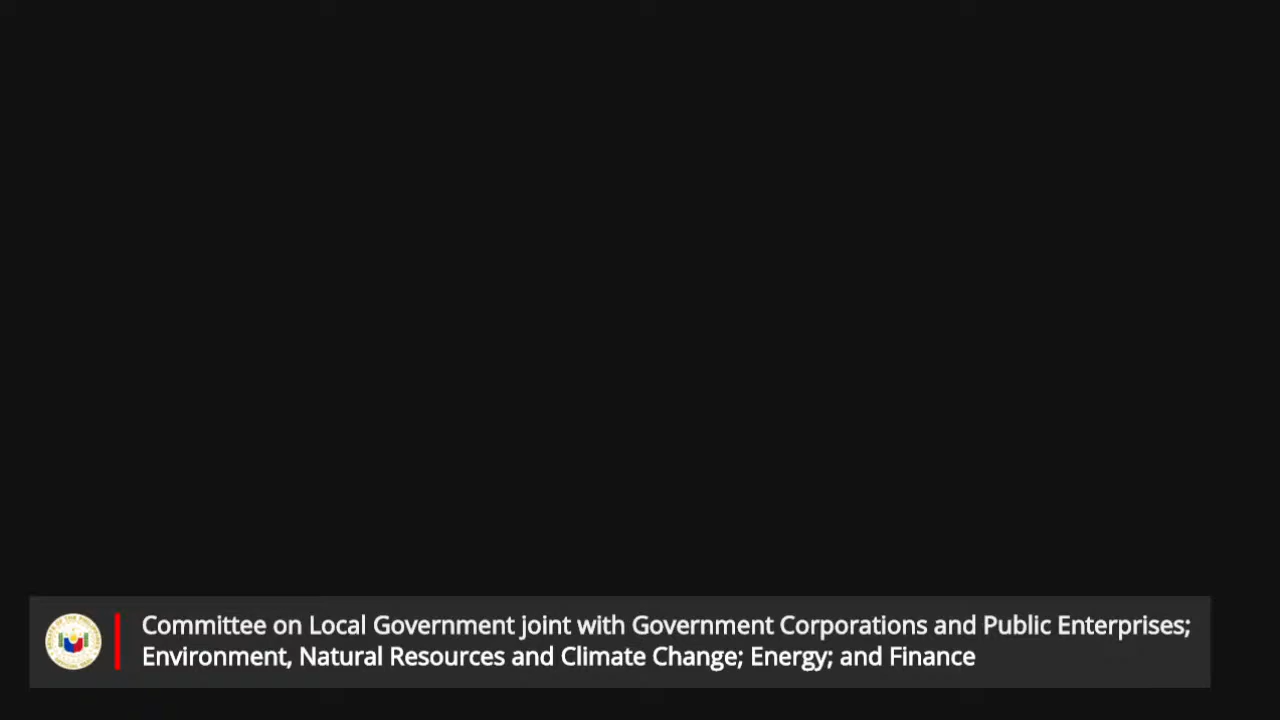 Committee on Local Government joint with Government Corporations and Public Enterprises;
Environment, Natural Resources and Climate Change; Energy; and Finance